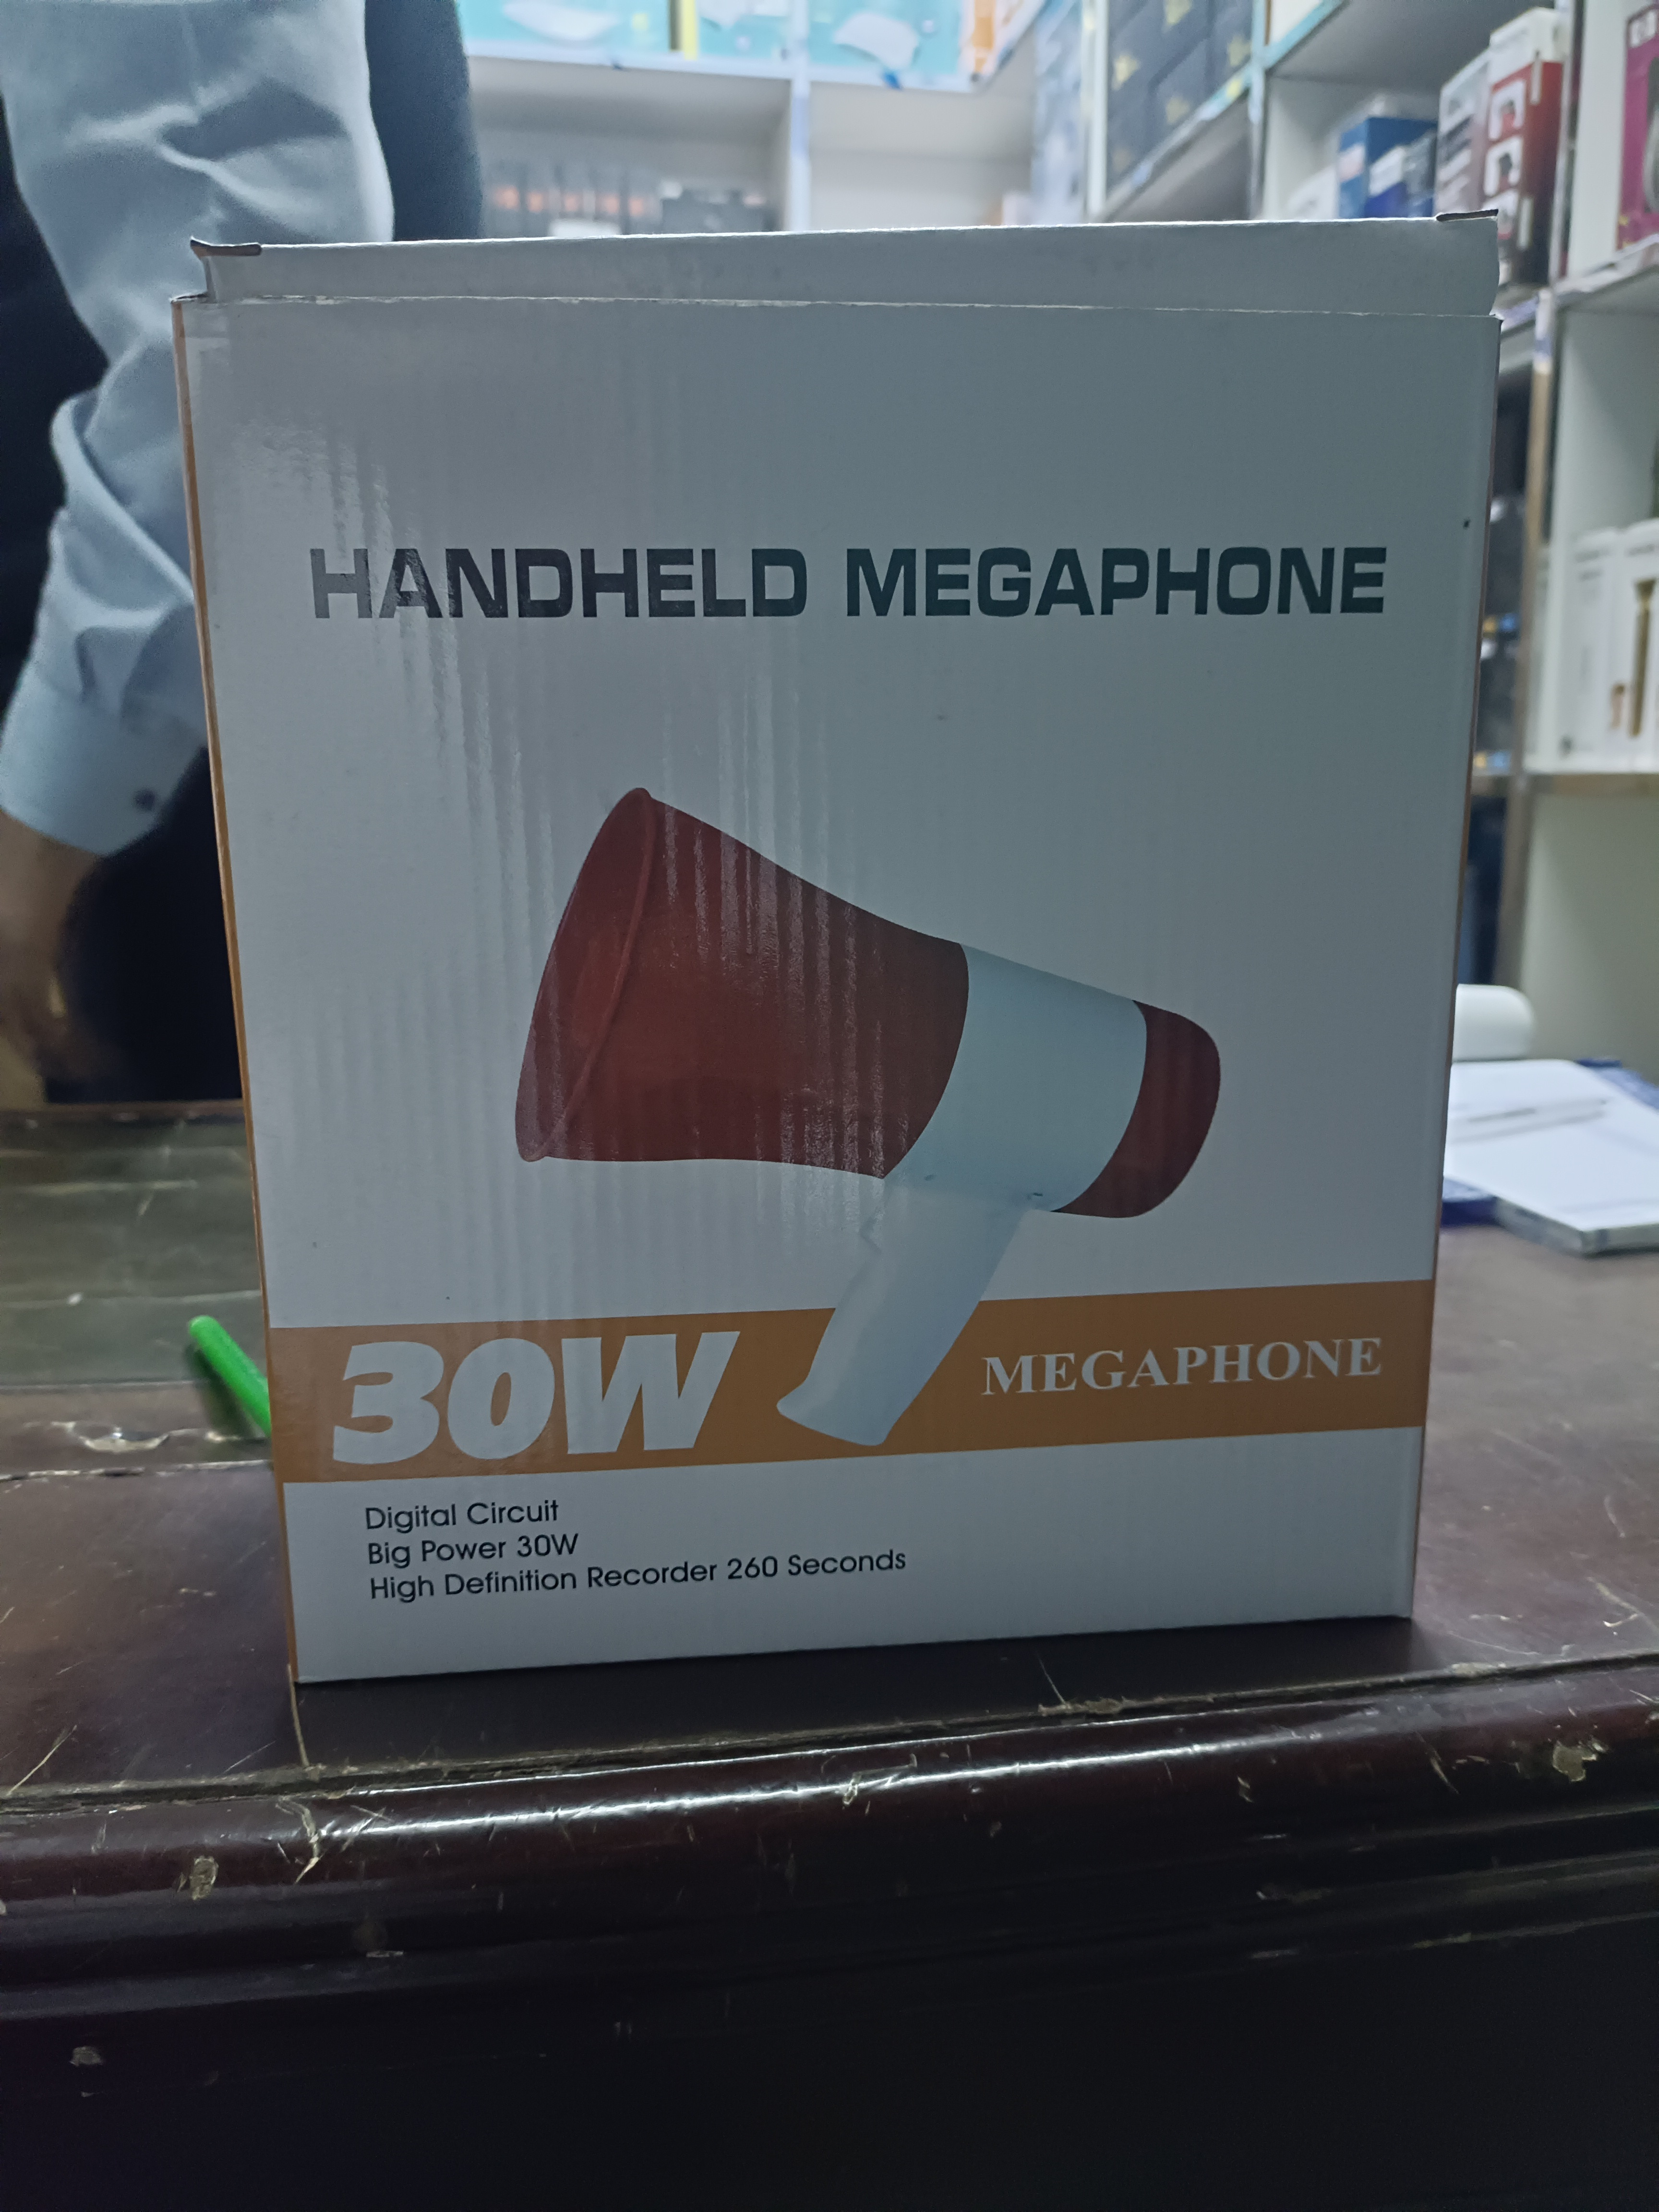 HANDHELD MEGAPHONE
30W
MEGAPHONE
Digital Circuit
Big Power 30W
High Definition Recorder 260 Seconds